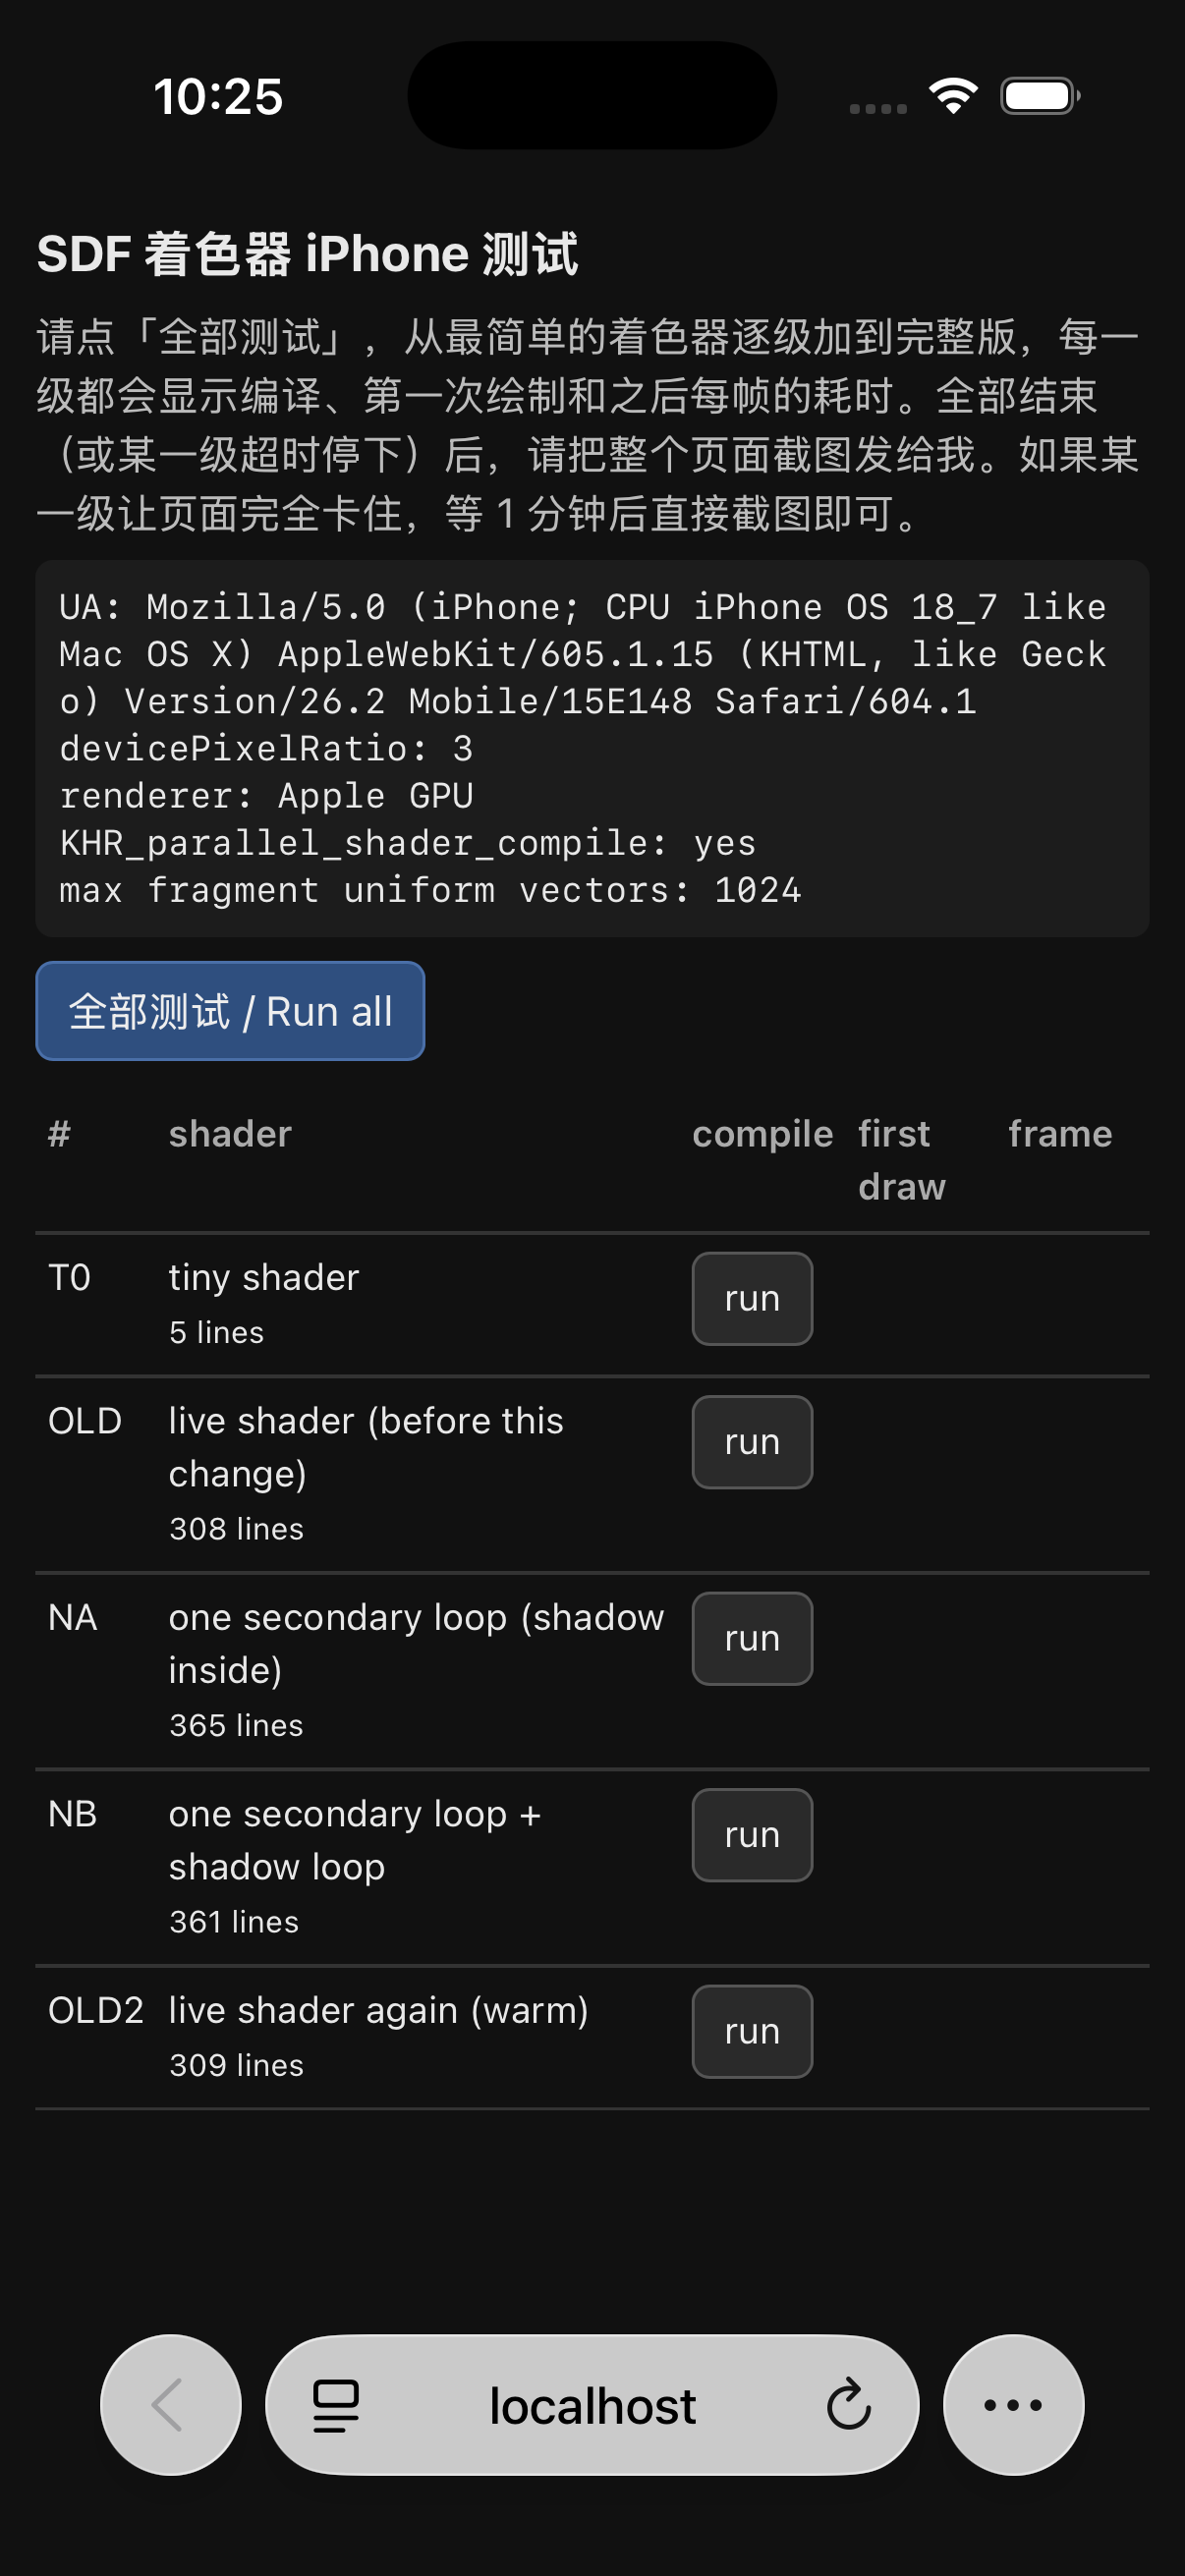 10:25
SDF 着色器 iPhone 测试
请点「全部测试」，从最简单的着色器逐级加到完整版，每一
级都会显示编译、第一次绘制和之后每帧的耗时。全部结束
（或某一级超时停下）后，请把整个页面截图发给我。如果某
一级让页面完全卡住，等 1 分钟后直接截图即可。
UA: Mozilla/5.0 (iPhone; CPU iPhone OS 18_7 like
Mac OS X) AppleWebKit/605.1.15 (KHTML, like Geck
o) Version/26.2 Mobile/15E148 Safari/604.1
devicePixelRatio: 3
renderer: Apple GPU
KHR_parallel_shader_compile: yes
max fragment uniform vectors: 1024
全部测试 / Run all
# shader compile first frame
draw
T0 tiny shader run
5 lines
OLD live shader (before this run
change)
308 lines
NA one secondary loop (shadow run
inside)
365 lines
NB one secondary loop + run
shadow loop
361 lines
OLD2 live shader again (warm) run
309 lines
localhost